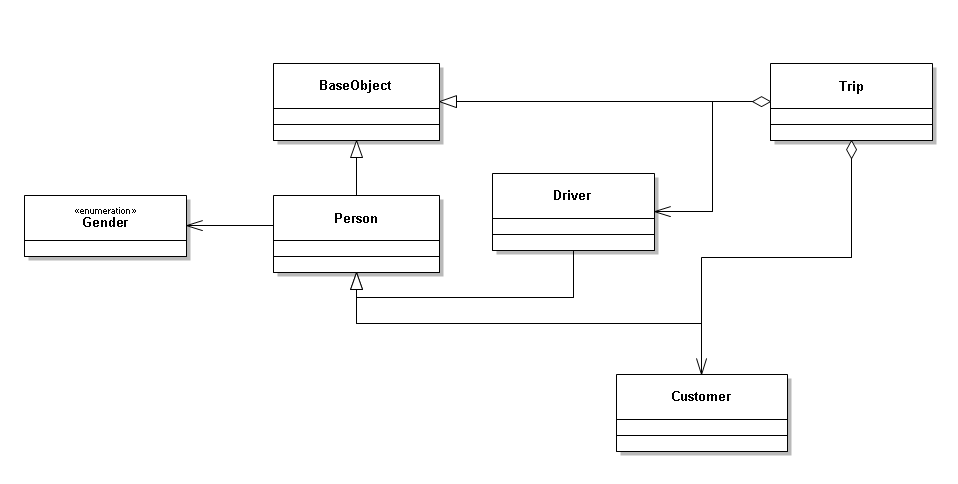 BaseObject
Trip
Driver
«enumeration»
Gender
Person
Customer